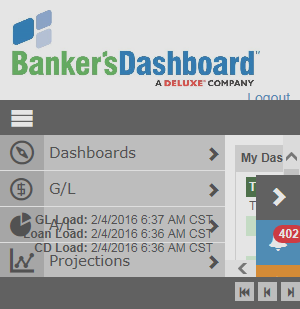 Banker'sDashboard™
A DELUXE® COMPANY
Logout
Dashboards
My Das
G/L
T
T
A/L
GL Load: 2/4/2016 6:37 AM CST
Loan Load: 2/4/2016 6:36 AM CST
402
CD Load: 2/4/2016 6:36 AM CST
Projections